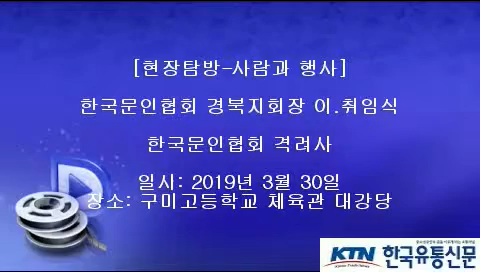 [현장탐방-사람과 행사]
한국문인협회 경북지회장 이.취임식
한국문인협회 격려사
일시: 2019년 3월 30일
장소: 구미고등학교 체육관 대강당
KTN 한국유통신문